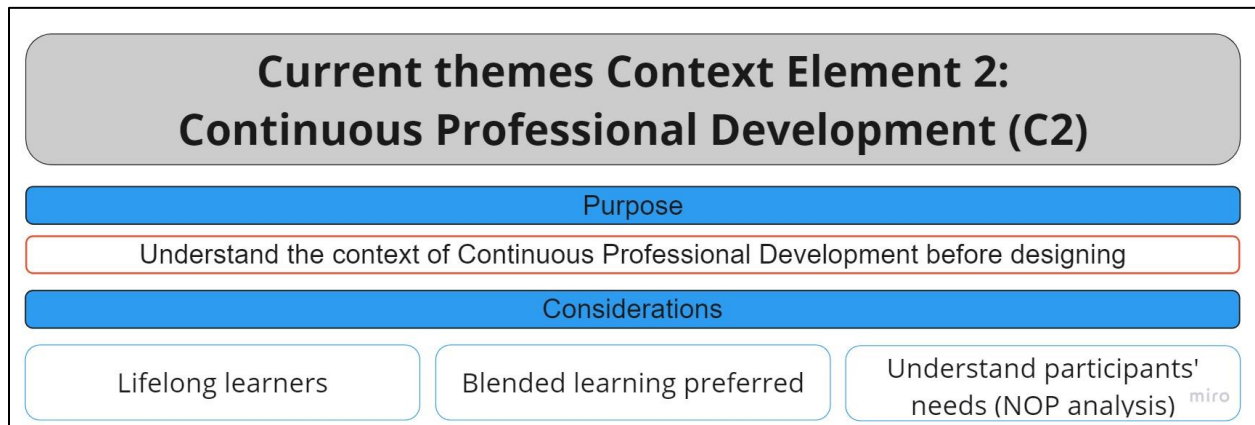 Current themes Context Element 2:
Continuous Professional Development (C2)
Purpose
Understand the context of Continuous Professional Development before designing
Considerations
Lifelong learners
Blended learning preferred
Understand participants'
needs (NOP analysis)
miro